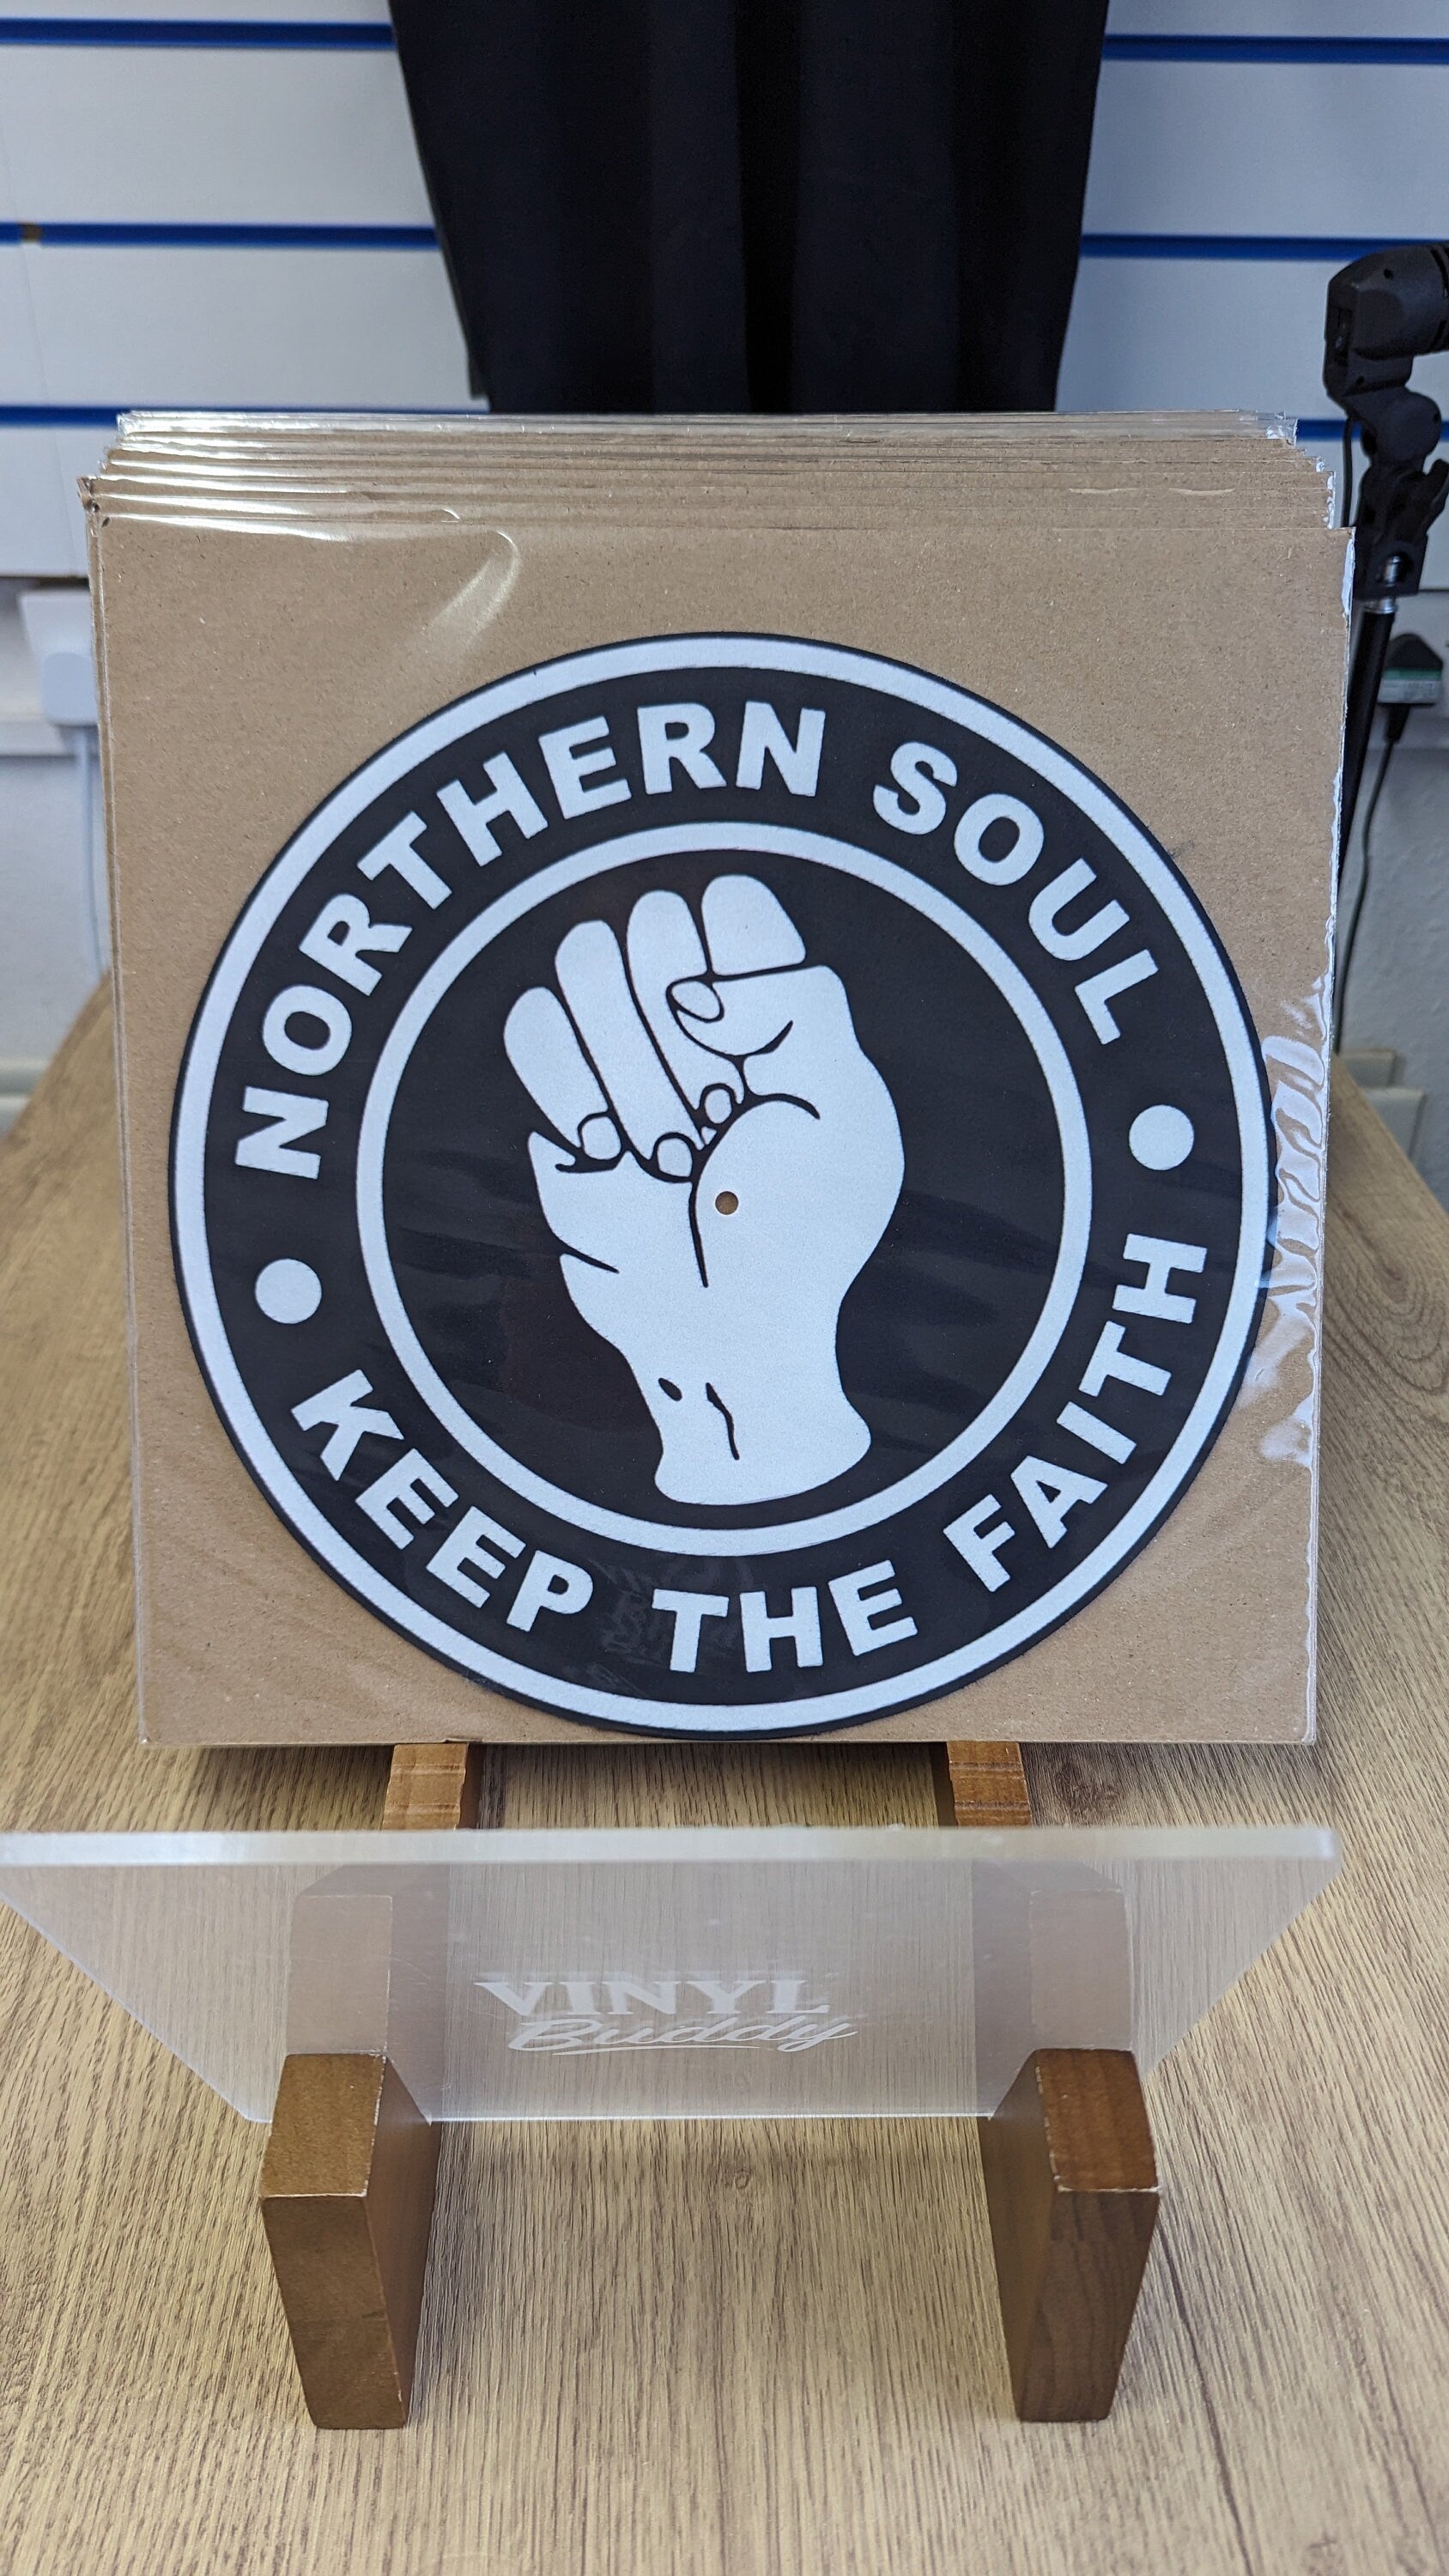 NORTHERN SOUL
KEEP THE FAITH
VINYL
Buddy